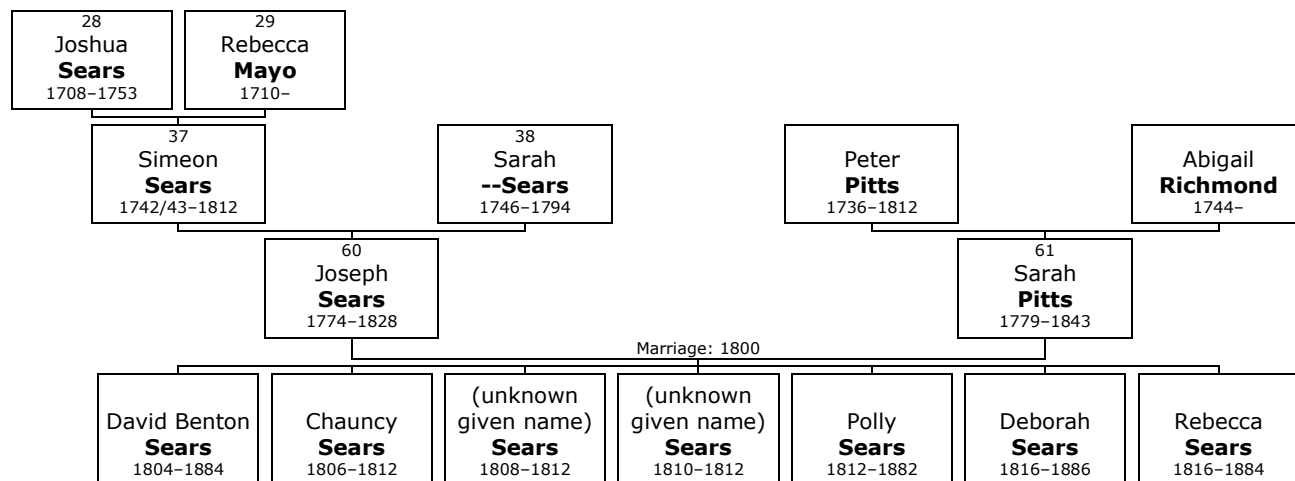 28
Joshua
Sears
1708–1753
29
Rebecca
Mayo
1710–
37
Simeon
Sears
1742/43–1812
38
Sarah
--Sears
1746–1794
Peter
Pitts
1736–1812
Abigail
Richmond
1744–
60
Joseph
Sears
1774–1828
61
Sarah
Pitts
1779–1843
Marriage: 1800
David Benton
Sears
1804–1884
Chauncy
Sears
1806–1812
(unknown
given name)
Sears
1808–1812
(unknown
given name)
Sears
1810–1812
Polly
Sears
1812–1882
Deborah
Sears
1816–1886
Rebecca
Sears
1816–1884